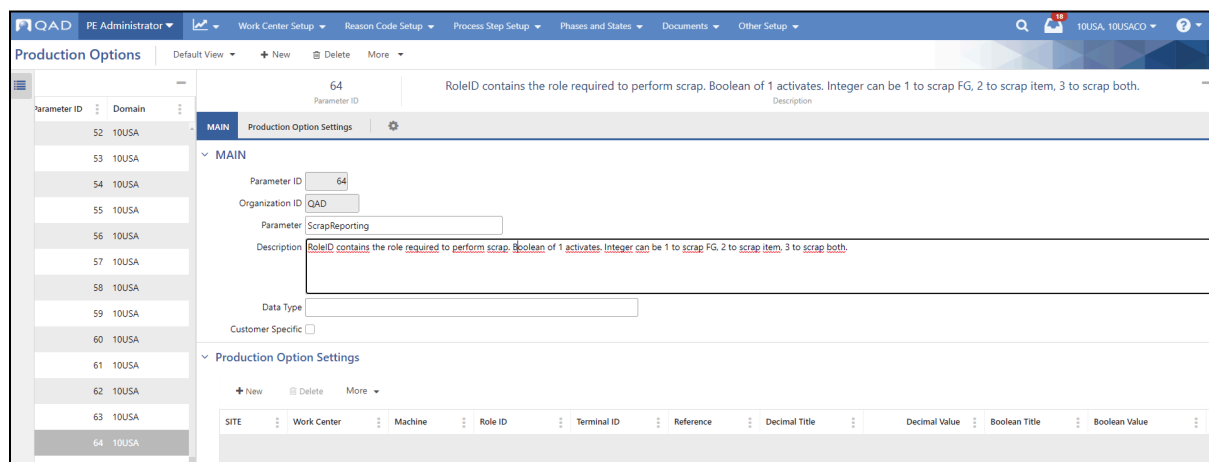 QAD PE Administrator Work Center Setup Reason Code Setup Process Step Setup Phases and States Documents Other Setup 18 10USA, 10USACO ?
Production Options Default View + New Delete More
64 RoleID contains the role required to perform scrap. Boolean of 1 activates. Integer can be 1 to scrap FG, 2 to scrap item, 3 to scrap both.
Parameter ID Description
Parameter ID Domain
MAIN Production Option Settings
52 10USA
53 10USA
54 10USA
55 10USA
56 10USA
57 10USA
58 10USA
59 10USA
60 10USA
61 10USA
62 10USA
63 10USA
64 10USA
MAIN
Parameter ID 64
Organization ID QAD
Parameter ScrapReporting
Description RoleID contains the role required to perform scrap. Boolean of 1 activates. Integer can be 1 to scrap FG, 2 to scrap item, 3 to scrap both.
Data Type
Customer Specific
Production Option Settings
+ New Delete More
SITE Work Center Machine Role ID Terminal ID Reference Decimal Title Decimal Value Boolean Title Boolean Value